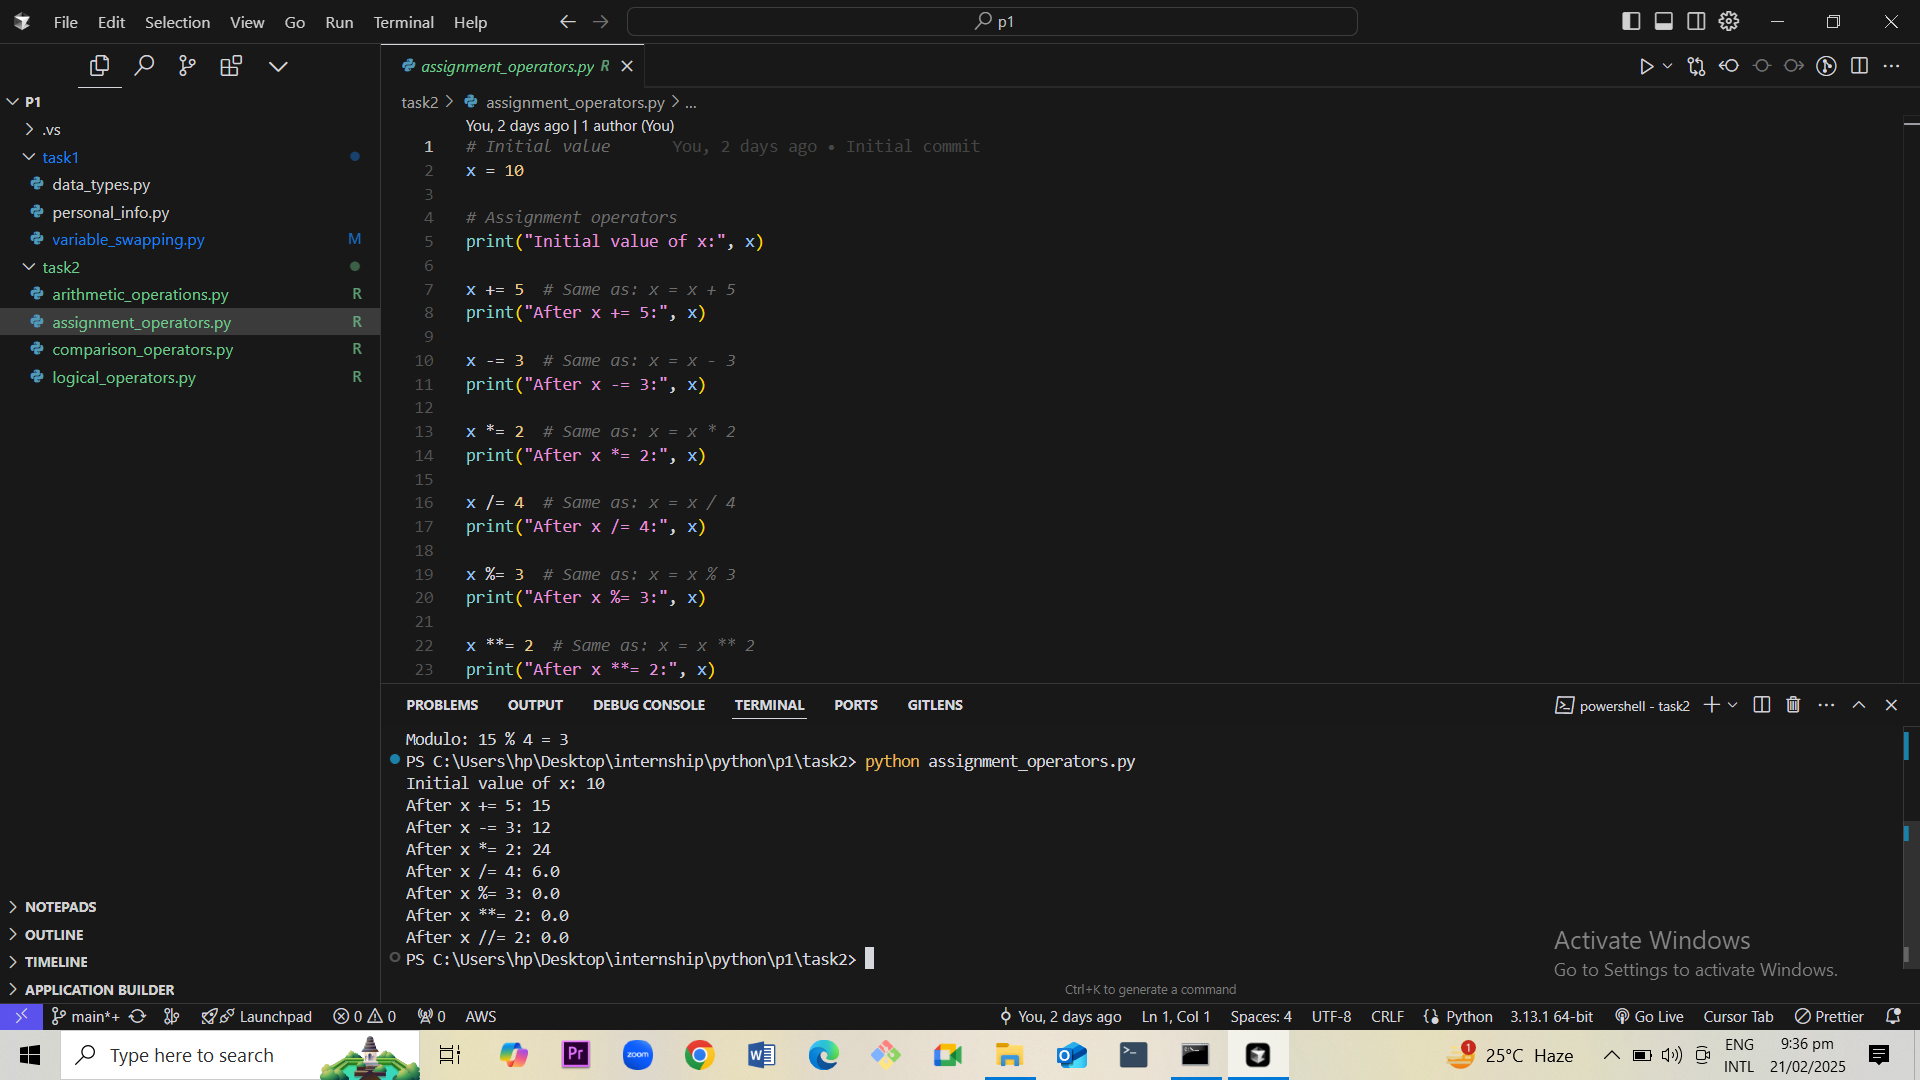 File Edit Selection View Go Run Terminal Help
p1
P1
.vs
task1
data_types.py
personal_info.py
variable_swapping.py M
task2
arithmetic_operations.py R
assignment_operators.py R
comparison_operators.py R
logical_operators.py R
NOTEPADS
OUTLINE
TIMELINE
APPLICATION BUILDER
assignment_operators.py R
task2 > assignment_operators.py > ...
You, 2 days ago | 1 author (You)
1 # Initial value You, 2 days ago • Initial commit
2 x = 10
3
4 # Assignment operators
5 print("Initial value of x:", x)
6
7 x += 5 # Same as: x = x + 5
8 print("After x += 5:", x)
9
10 x -= 3 # Same as: x = x - 3
11 print("After x -= 3:", x)
12
13 x *= 2 # Same as: x = x * 2
14 print("After x *= 2:", x)
15
16 x /= 4 # Same as: x = x / 4
17 print("After x /= 4:", x)
18
19 x %= 3 # Same as: x = x % 3
20 print("After x %= 3:", x)
21
22 x **= 2 # Same as: x = x ** 2
23 print("After x **= 2:", x)
PROBLEMS OUTPUT DEBUG CONSOLE TERMINAL PORTS GITLENS
powershell - task2
Modulo: 15 % 4 = 3
PS C:\Users\hp\Desktop\internship\python\p1\task2> python assignment_operators.py
Initial value of x: 10
After x += 5: 15
After x -= 3: 12
After x *= 2: 24
After x /= 4: 6.0
After x %= 3: 0.0
After x **= 2: 0.0
After x //= 2: 0.0
PS C:\Users\hp\Desktop\internship\python\p1\task2>
Activate Windows
Go to Settings to activate Windows.
Ctrl+K to generate a command
main*+ Launchpad 0 0 0 AWS You, 2 days ago Ln 1, Col 1 Spaces: 4 UTF-8 CRLF Python 3.13.1 64-bit Go Live Cursor Tab Prettier
Type here to search
Pr
zoom
1
25°C Haze
ENG
INTL
9:36 pm
21/02/2025